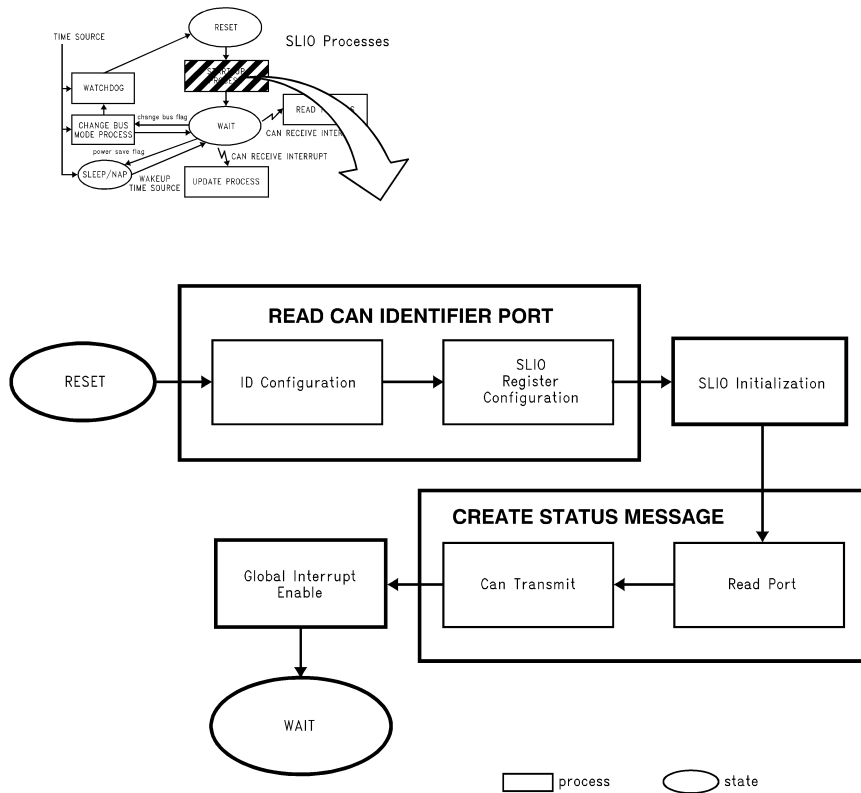 RESET
TIME SOURCE
SLIO Processes
WATCHDOG
READ
change bus flag
CHANGE BUS
MODE PROCESS
WAIT
CAN RECEIVE
power save flag
CAN RECEIVE INTERRUPT
SLEEP/NAP
WAKEUP
TIME SOURCE
UPDATE PROCESS
READ CAN IDENTIFIER PORT
RESET
ID Configuration
SLIO
Register
Configuration
SLIO Initialization
CREATE STATUS MESSAGE
Global Interrupt
Enable
Can Transmit
Read Port
WAIT
process
state